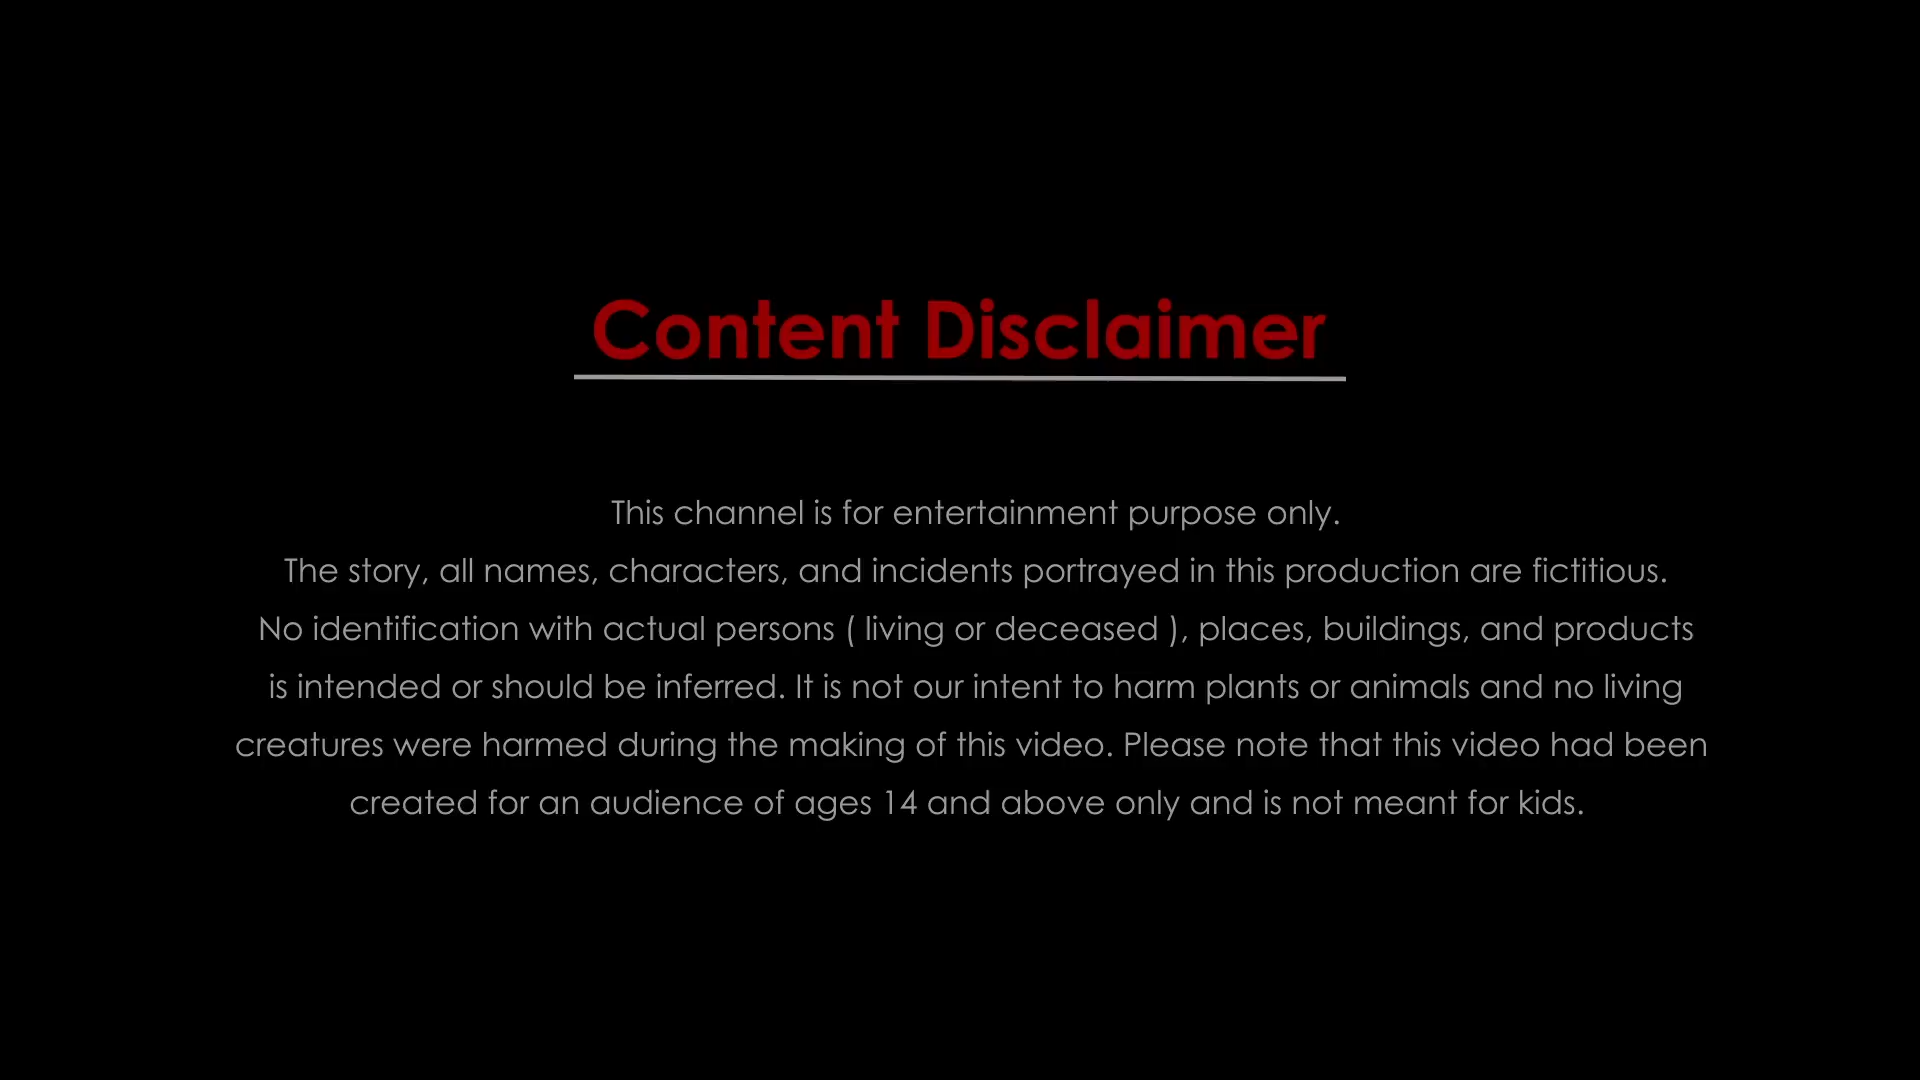 Content Disclaimer
This channel is for entertainment purpose only.
The story, all names, characters, and incidents portrayed in this production are fictitious.
No identification with actual persons ( living or deceased ), places, buildings, and products
is intended or should be inferred. It is not our intent to harm plants or animals and no living
creatures were harmed during the making of this video. Please note that this video had been
created for an audience of ages 14 and above only and is not meant for kids.